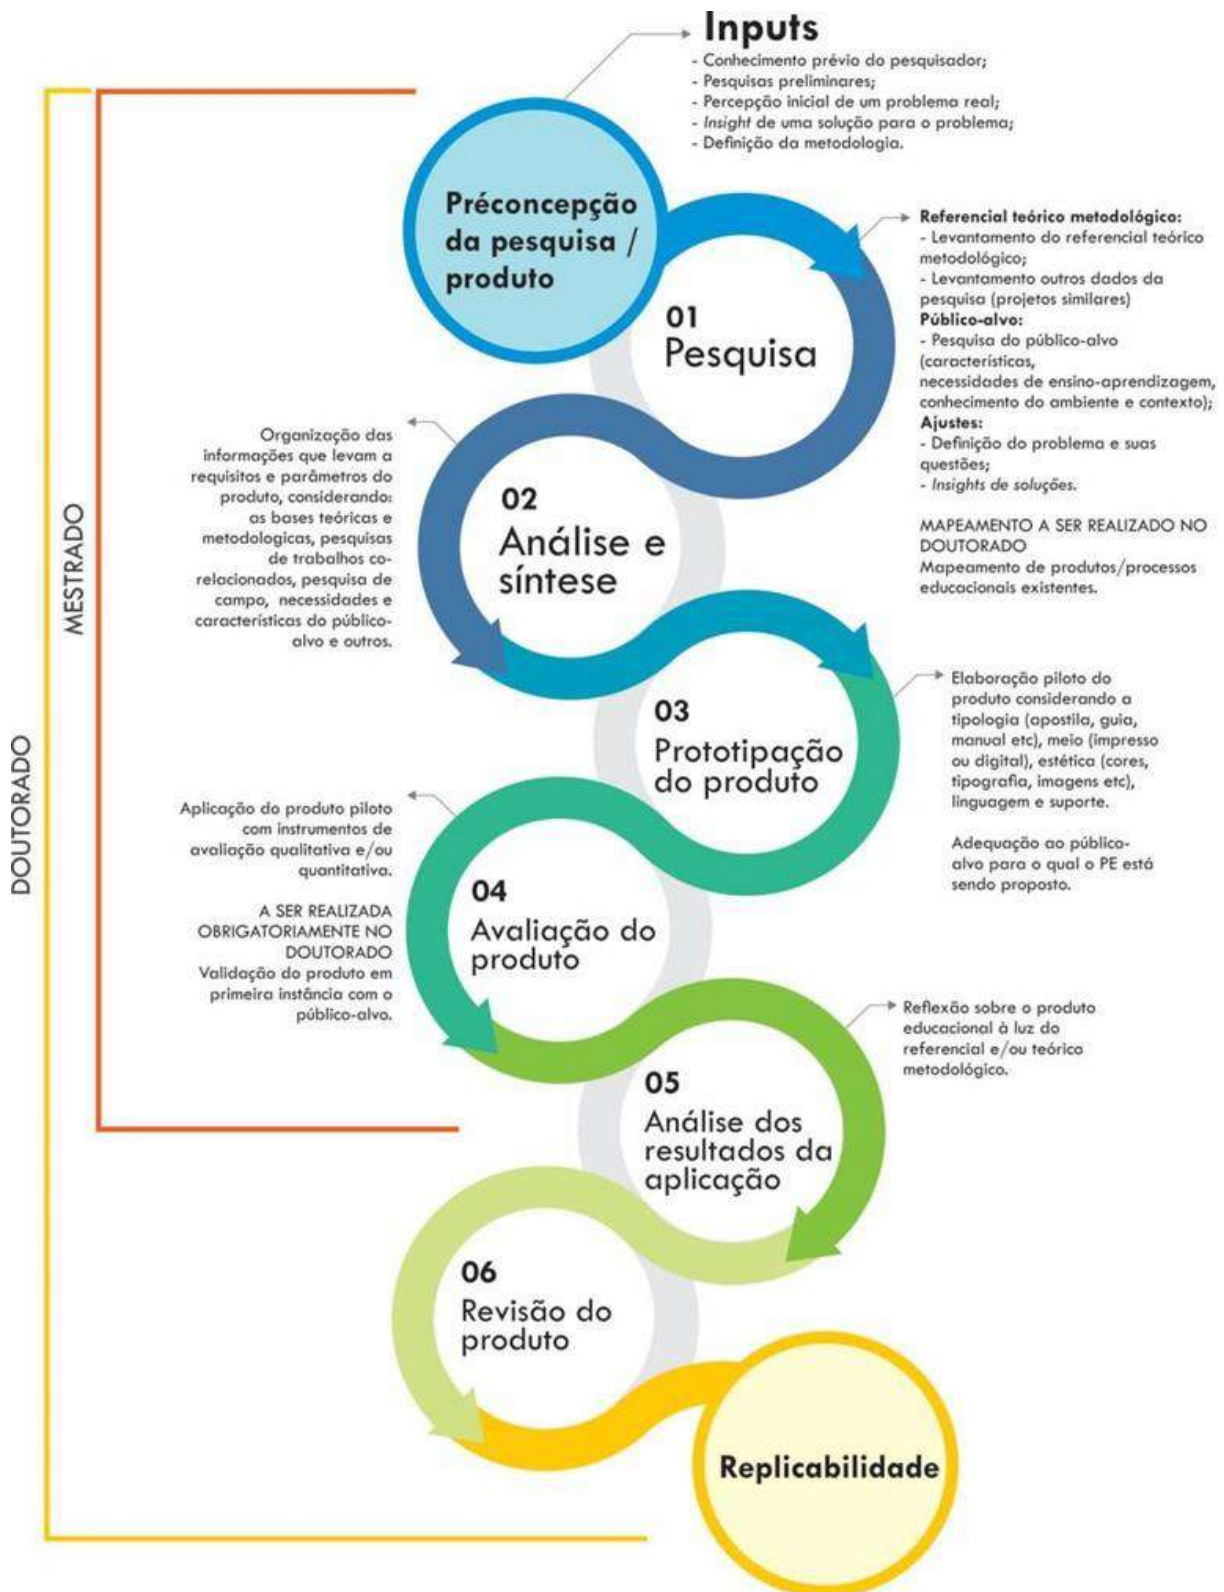 Inputs
- Conhecimento prévio do pesquisador;
- Pesquisas preliminares;
- Percepção inicial de um problema real;
- Insight de uma solução para o problema;
- Definição da metodologia.
Préconcepção
da pesquisa /
produto
01
Pesquisa
Referencial teórico metodológico:
- Levantamento do referencial teórico
metodológico;
- Levantamento outros dados da
pesquisa (projetos similares)
Público-alvo:
- Pesquisa do público-alvo
(características,
necessidades de ensino-aprendizagem,
conhecimento do ambiente e contexto);
Ajustes:
- Definição do problema e suas
questões;
- Insights de soluções.
MAPEAMENTO A SER REALIZADO NO
DOUTORADO
Mapeamento de produtos/processos
educacionais existentes.
Organização das
informações que levam a
requisitos e parâmetros do
produto, considerando:
as bases teóricas e
metodologicas, pesquisas
de trabalhos co-
relacionados, pesquisa de
campo, necessidades e
características do público-
alvo e outros.
02
Análise e
síntese
MESTRADO
DOUTORADO
03
Prototipação
do produto
Elaboração piloto do
produto considerando a
tipologia (apostila, guia,
manual etc), meio (impresso
ou digital), estética (cores,
tipografia, imagens etc),
linguagem e suporte.
Adequação ao público-
alvo para o qual o PE está
sendo proposto.
Aplicação do produto piloto
com instrumentos de
avaliação qualitativa e/ou
quantitativa.
A SER REALIZADA
OBRIGATORIAMENTE NO
DOUTORADO
Validação do produto em
primeira instância com o
público-alvo.
04
Avaliação do
produto
Reflexão sobre o produto
educacional à luz do
referencial e/ou teórico
metodológico.
05
Análise dos
resultados da
aplicação
06
Revisão do
produto
Replicabilidade